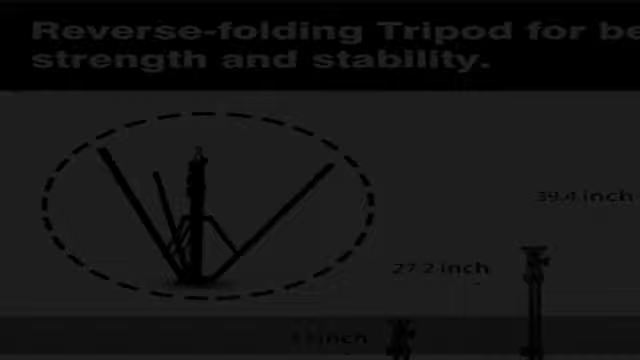 Reverse-folding Tripod for be
strength and stability.
39.4 inch
27.2 inch
inch